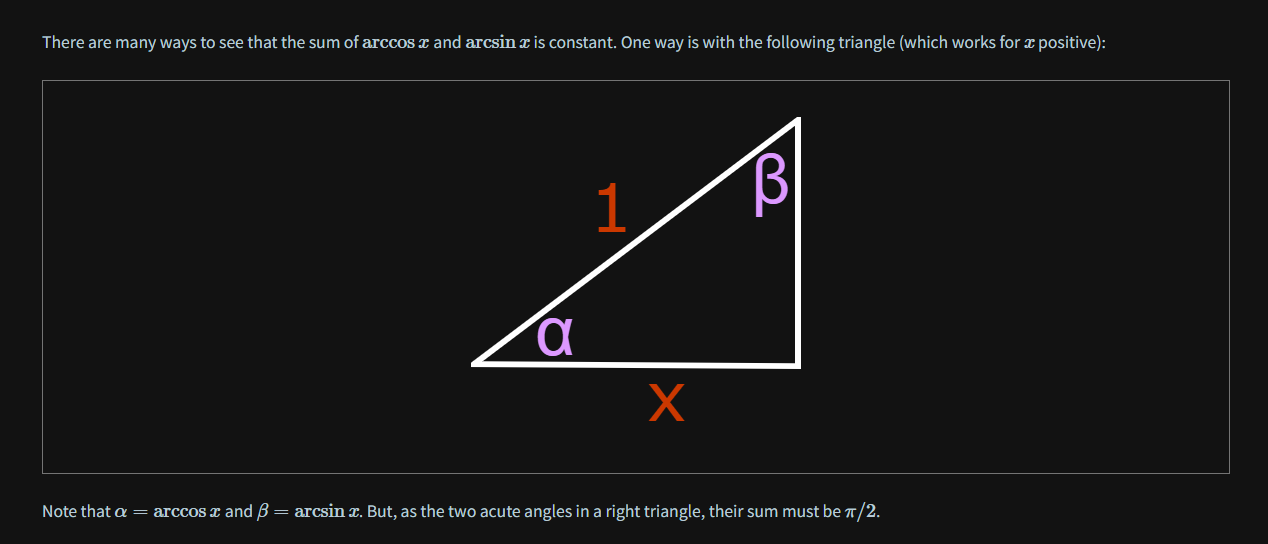 There are many ways to see that the sum of arccos x and arcsin x is constant. One way is with the following triangle (which works for x positive):
β
1
α
x
Note that α = arccos x and β = arcsin x. But, as the two acute angles in a right triangle, their sum must be π/2.